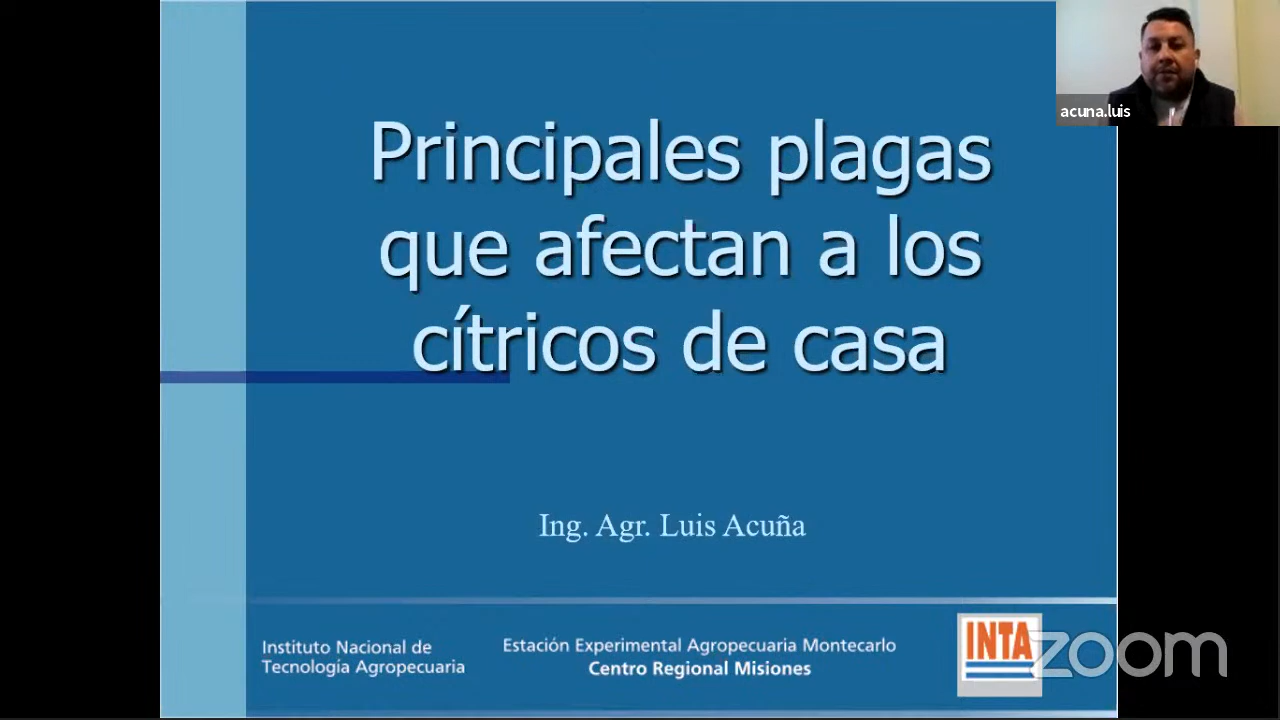 acuna.luis
Principales plagas
que afectan a los
cítricos de casa
Ing. Agr. Luis Acuña
Instituto Nacional de
Tecnología Agropecuaria
Estación Experimental Agropecuaria Montecarlo
Centro Regional Misiones
INTA
zoom